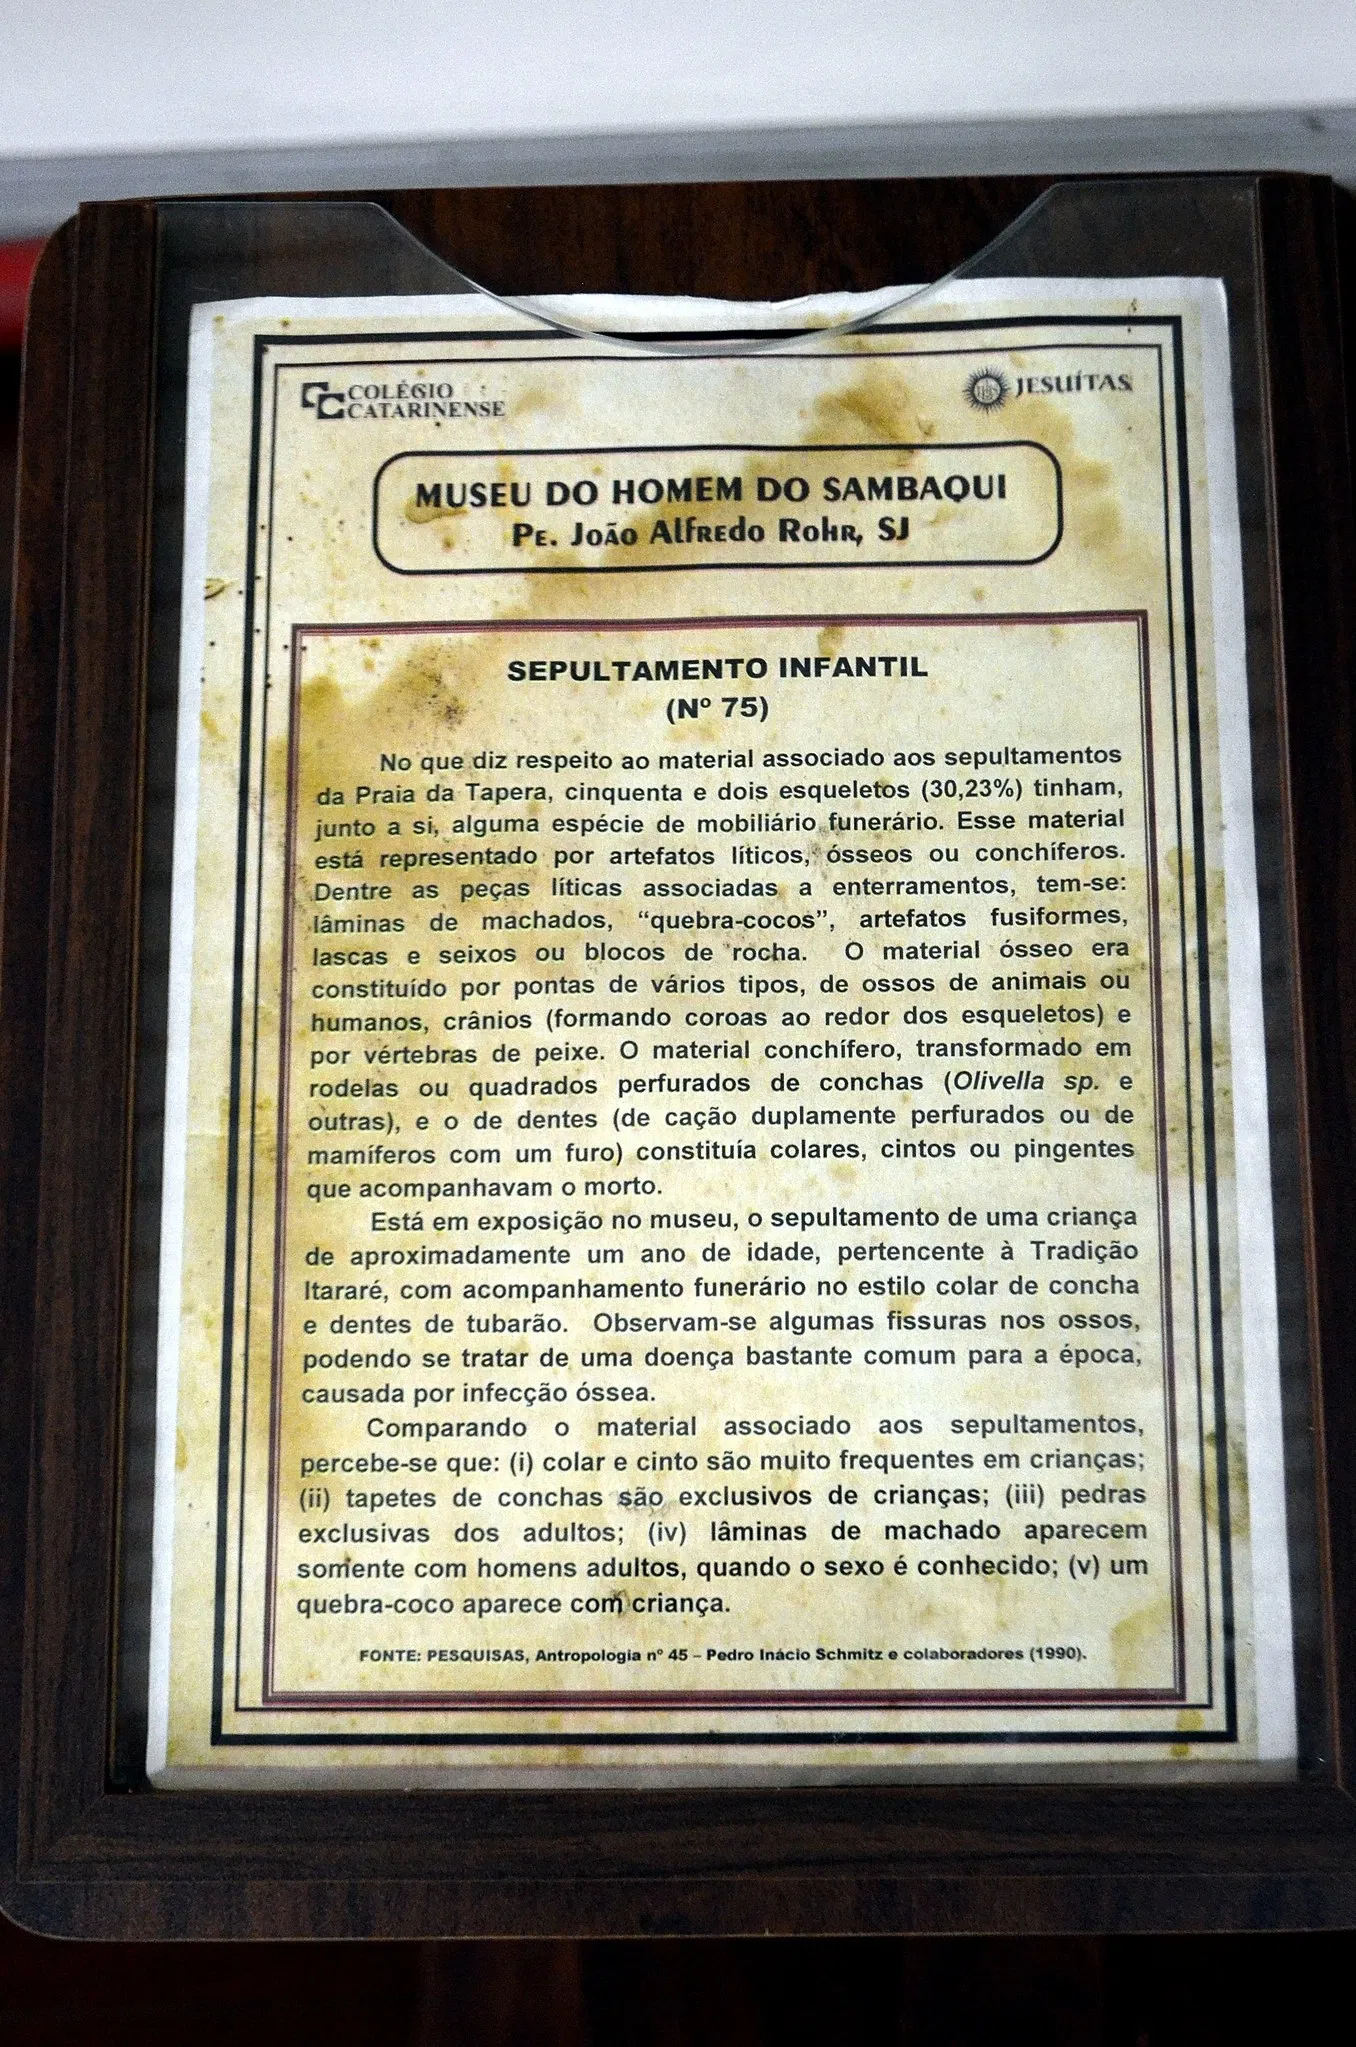 COLÉGIO
CATARINENSE
JESUÍTAS
MUSEU DO HOMEM DO SAMBAQUI
PE. JOÃO ALFREDO ROHR, SJ
SEPULTAMENTO INFANTIL
(Nº 75)
No que diz respeito ao material associado aos sepultamentos
da Praia da Tapera, cinquenta e dois esqueletos (30,23%) tinham,
junto a si, alguma espécie de mobiliário funerário. Esse material
está representado por artefatos líticos, ósseos ou conchíferos.
Dentre as peças líticas associadas a enterramentos, tem-se:
lâminas de machados, “quebra-cocos”, artefatos fusiformes,
lascas e seixos ou blocos de rocha. O material ósseo era
constituído por pontas de vários tipos, de ossos de animais ou
humanos, crânios (formando coroas ao redor dos esqueletos) e
por vértebras de peixe. O material conchífero, transformado em
rodelas ou quadrados perfurados de conchas (Olivella sp. e
outras), e o de dentes (de cação duplamente perfurados ou de
mamíferos com um furo) constituía colares, cintos ou pingentes
que acompanhavam o morto.
Está em exposição no museu, o sepultamento de uma criança
de aproximadamente um ano de idade, pertencente à Tradição
Itararé, com acompanhamento funerário no estilo colar de concha
e dentes de tubarão. Observam-se algumas fissuras nos ossos,
podendo se tratar de uma doença bastante comum para a época,
causada por infecção óssea.
Comparando o material associado aos sepultamentos,
percebe-se que: (i) colar e cinto são muito frequentes em crianças;
(ii) tapetes de conchas são exclusivos de crianças; (iii) pedras
exclusivas dos adultos; (iv) lâminas de machado aparecem
somente com homens adultos, quando o sexo é conhecido; (v) um
quebra-coco aparece com criança.
FONTE: PESQUISAS, Antropologia nº 45 – Pedro Inácio Schmitz e colaboradores (1990).